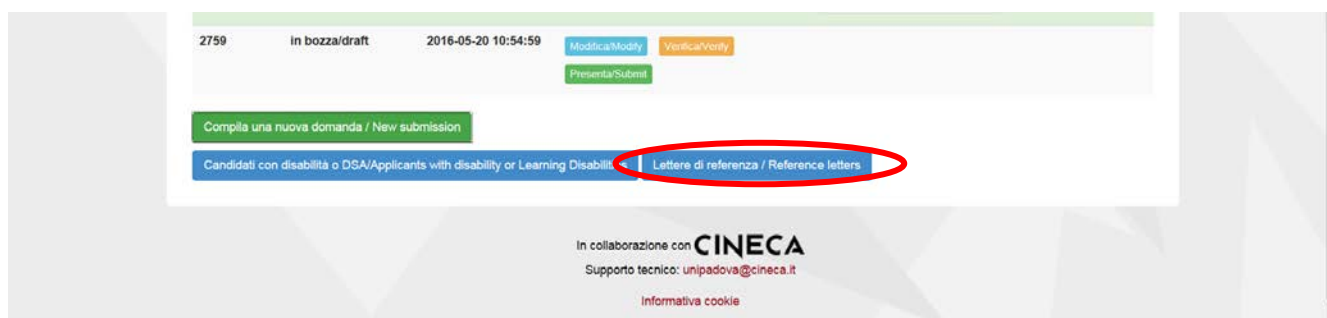 2759 in bozza/draft 2016-05-20 10:54:59 Modifica/Modify Verifica/Verify
Presenta/Submit
Compila una nuova domanda / New submission
Candidati con disabilità o DSA/Applicants with disability or Learning Disabilities Lettere di referenza / Reference letters
In collaborazione con CINECA
Supporto tecnico: unipadova@cineca.it
Informativa cookie